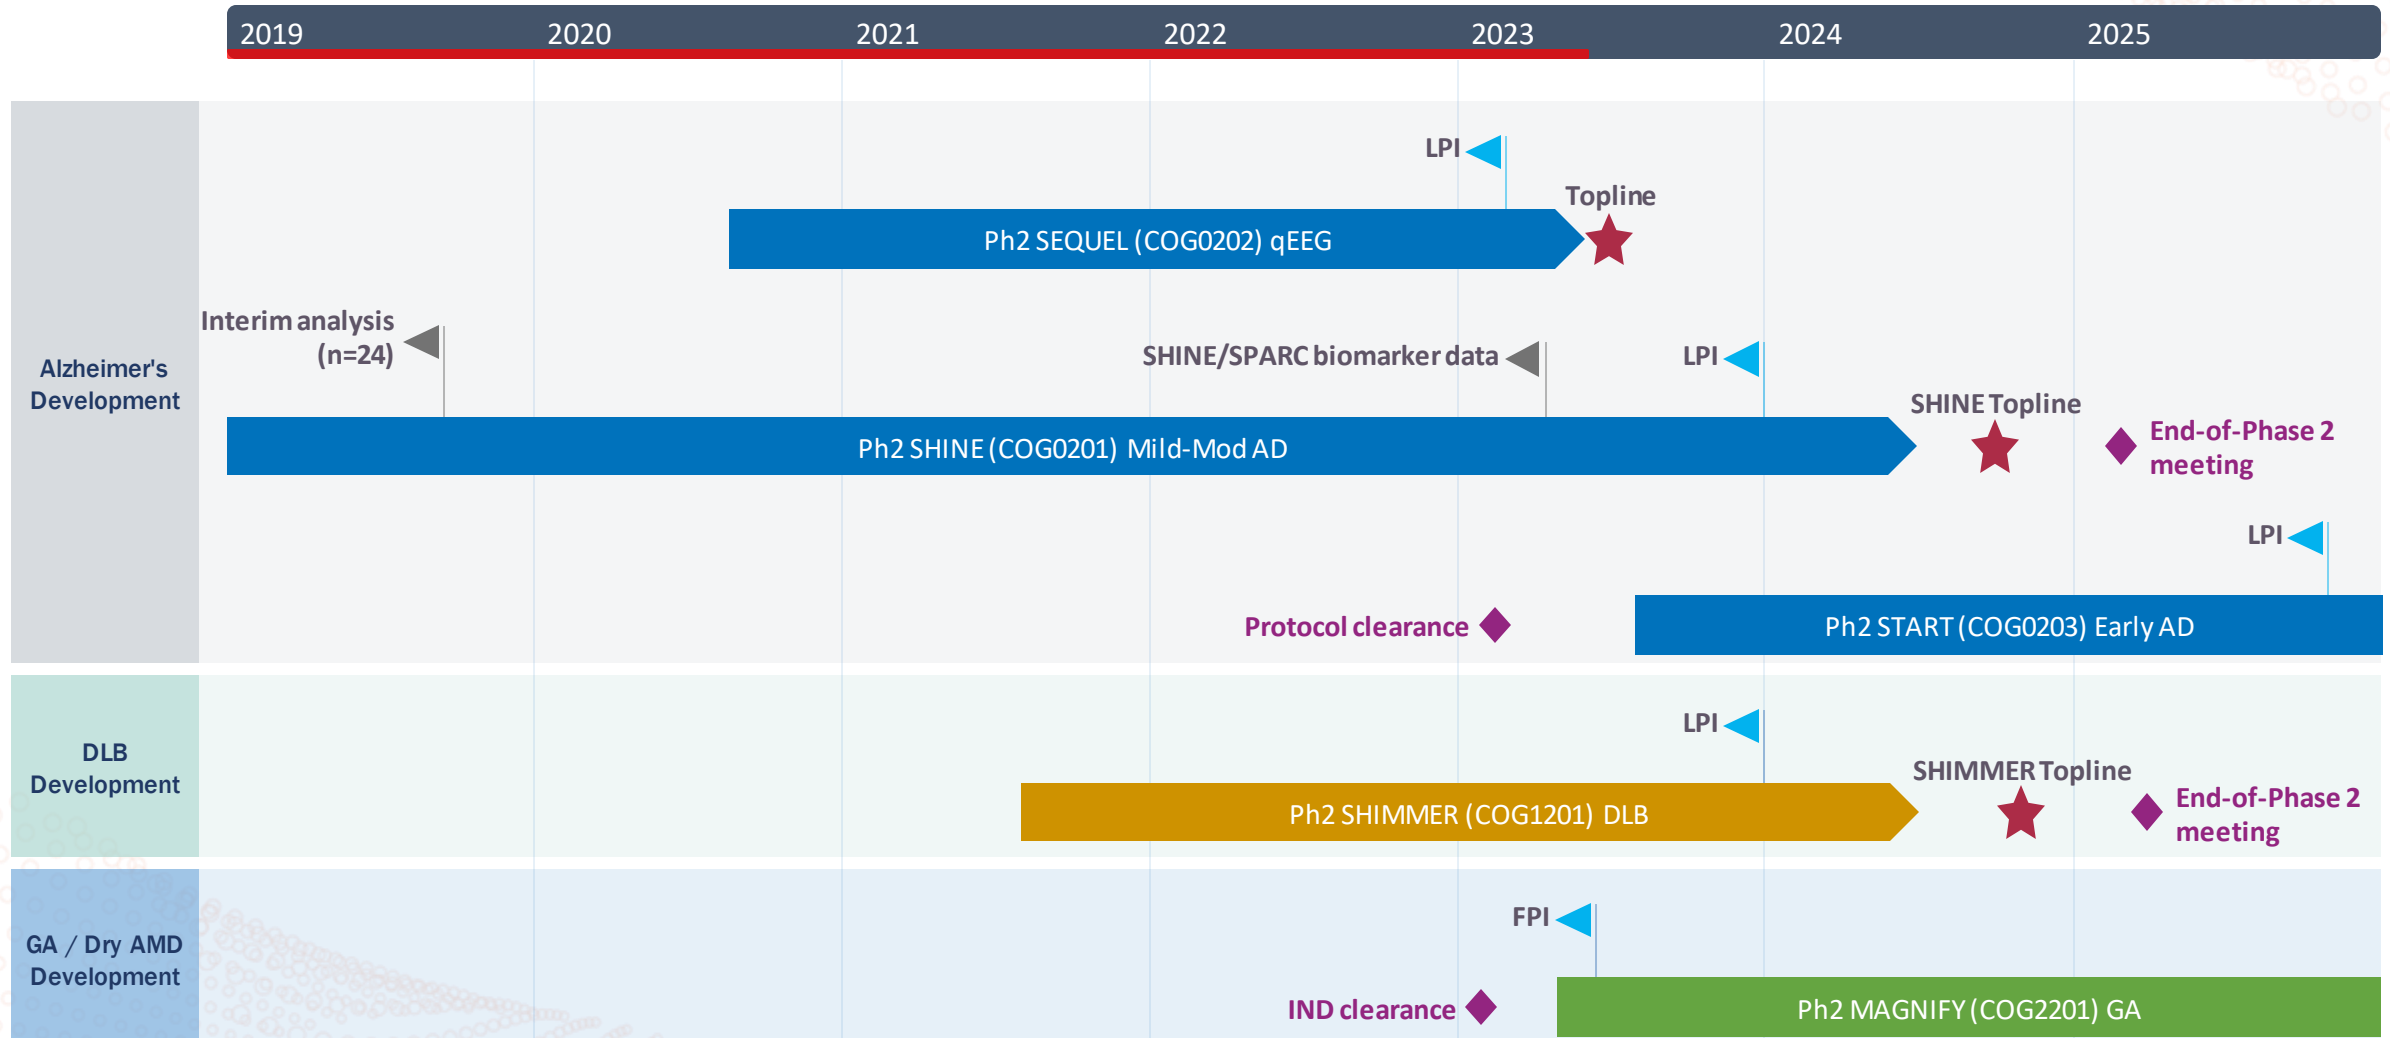 2019 2020 2021 2022 2023 2024 2025
LPI
Topline
Ph2 SEQUEL (COG0202) qEEG
Interim analysis
(n=24)
SHINE/SPARC biomarker data
LPI
Alzheimer's
Development
SHINE Topline
Ph2 SHINE (COG0201) Mild-Mod AD
End-of-Phase 2
meeting
LPI
Protocol clearance
Ph2 START (COG0203) Early AD
LPI
DLB
Development
SHIMMER Topline
Ph2 SHIMMER (COG1201) DLB
End-of-Phase 2
meeting
FPI
GA / Dry AMD
Development
IND clearance
Ph2 MAGNIFY (COG2201) GA